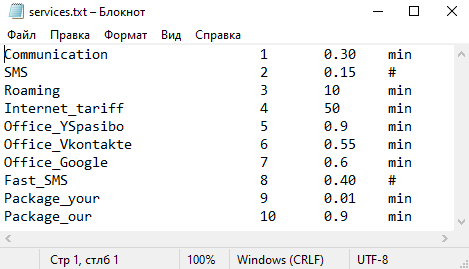 services.txt – Блокнот
Файл Правка Формат Вид Справка
Communication 1 0.30 min
SMS 2 0.15 #
Roaming 3 10 min
Internet_tariff 4 50 min
Office_YSpasibo 5 0.9 min
Office_Vkontakte 6 0.55 min
Office_Google 7 0.6 min
Fast_SMS 8 0.40 #
Package_your 9 0.01 min
Package_our 10 0.9 min
Стр 1, стлб 1 100% Windows (CRLF) UTF-8